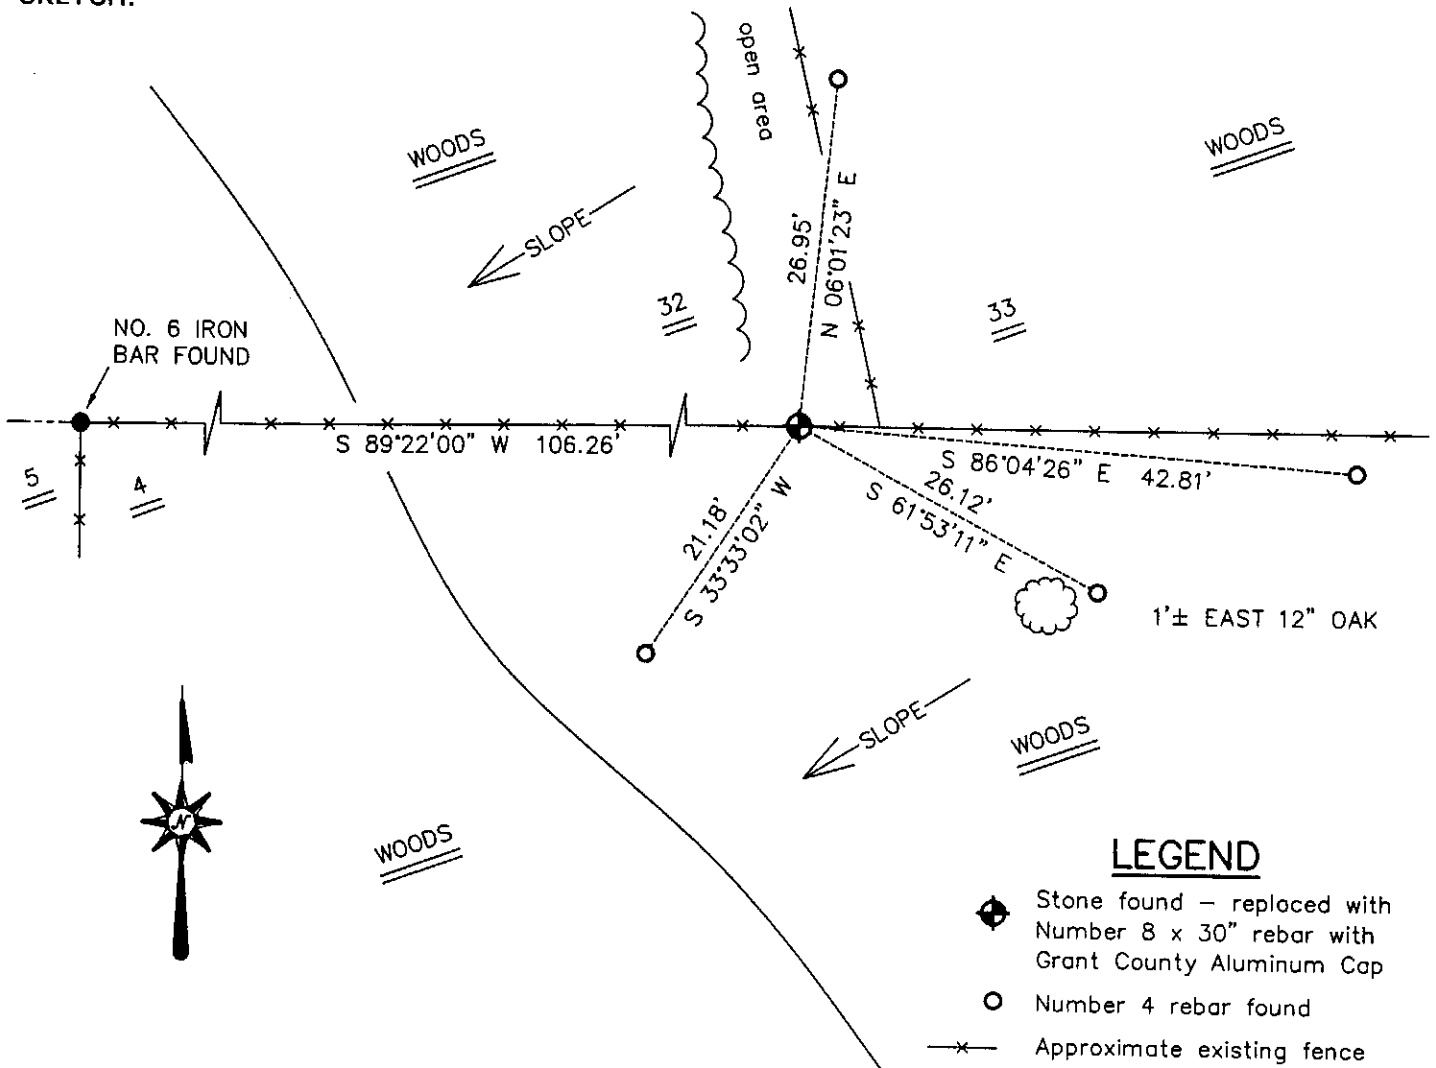 SKETCH:
open area
WOODS
WOODS
SLOPE
26.95'
N 06°01'23" E
32
33
NO. 6 IRON
BAR FOUND
S 89°22'00" W 106.26'
5
4
S 86°04'26" E 42.81'
26.12'
S 61°53'11" E
21.18'
S 33°33'02" W
1'± EAST 12" OAK
SLOPE
WOODS
N
WOODS
LEGEND
Stone found – replaced with
Number 8 x 30" rebar with
Grant County Aluminum Cap
Number 4 rebar found
Approximate existing fence